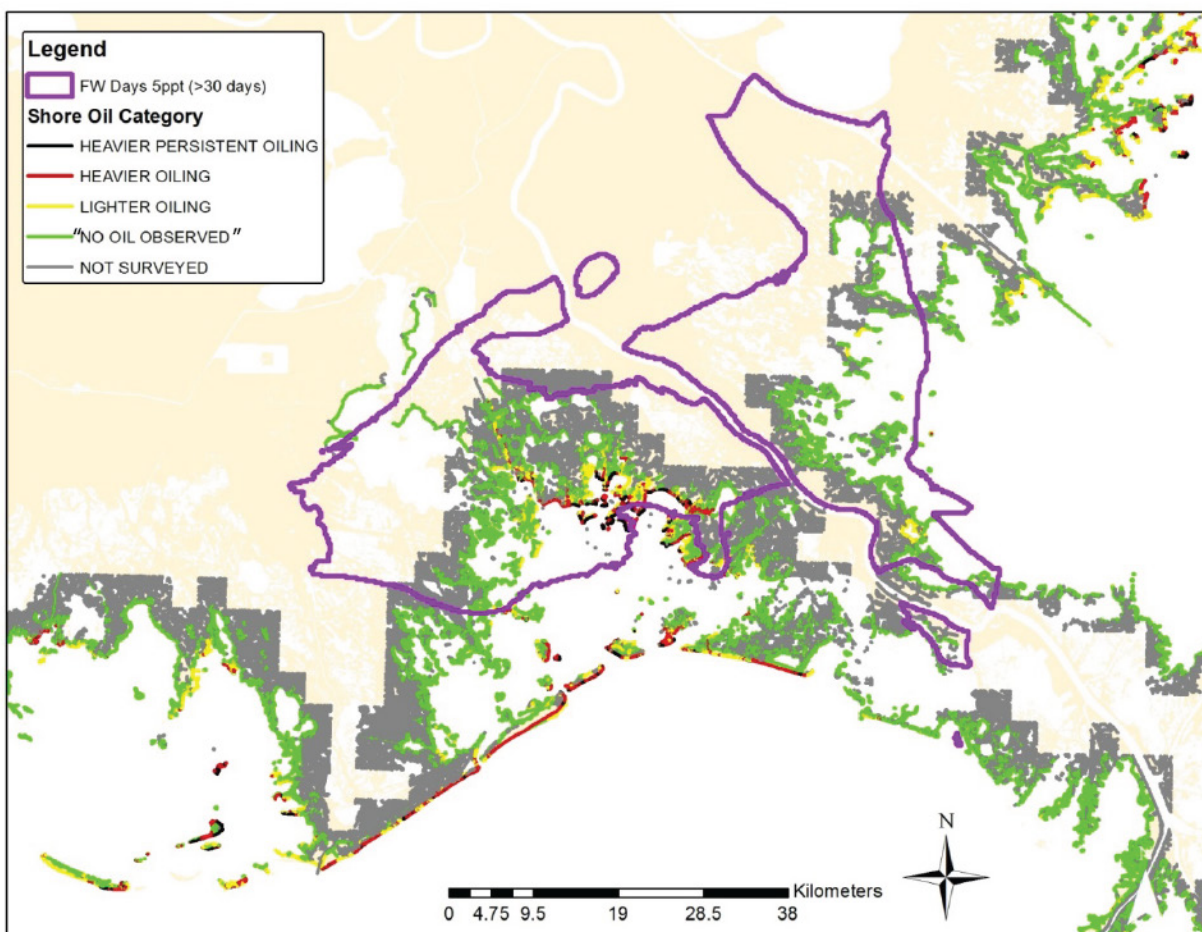 Legend
FW Days 5ppt (>30 days)
Shore Oil Category
HEAVIER PERSISTENT OILING
HEAVIER OILING
LIGHTER OILING
"NO OIL OBSERVED"
NOT SURVEYED
N
Kilometers
0 4.75 9.5 19 28.5 38